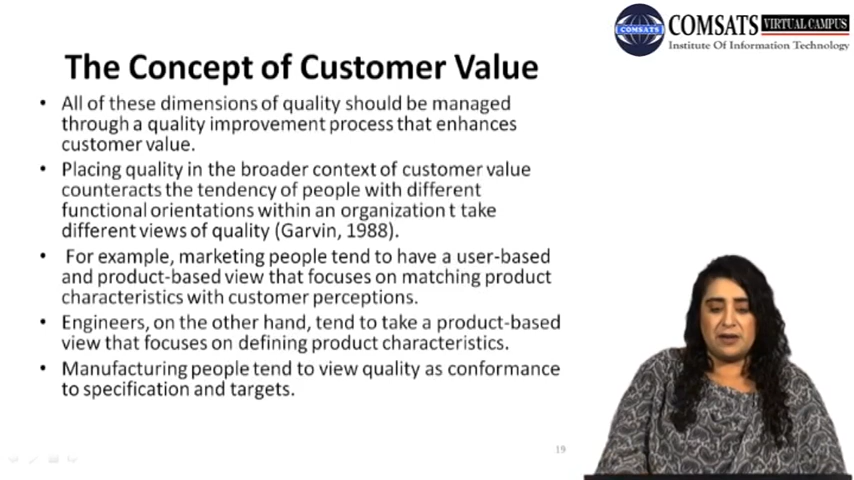 COMSATS
COMSATS VIRTUAL CAMPUS
Institute Of Information Technology
The Concept of Customer Value
• All of these dimensions of quality should be managed
through a quality improvement process that enhances
customer value.
• Placing quality in the broader context of customer value
counteracts the tendency of people with different
functional orientations within an organization t take
different views of quality (Garvin, 1988).
• For example, marketing people tend to have a user-based
and product-based view that focuses on matching product
characteristics with customer perceptions.
• Engineers, on the other hand, tend to take a product-based
view that focuses on defining product characteristics.
• Manufacturing people tend to view quality as conformance
to specification and targets.
19